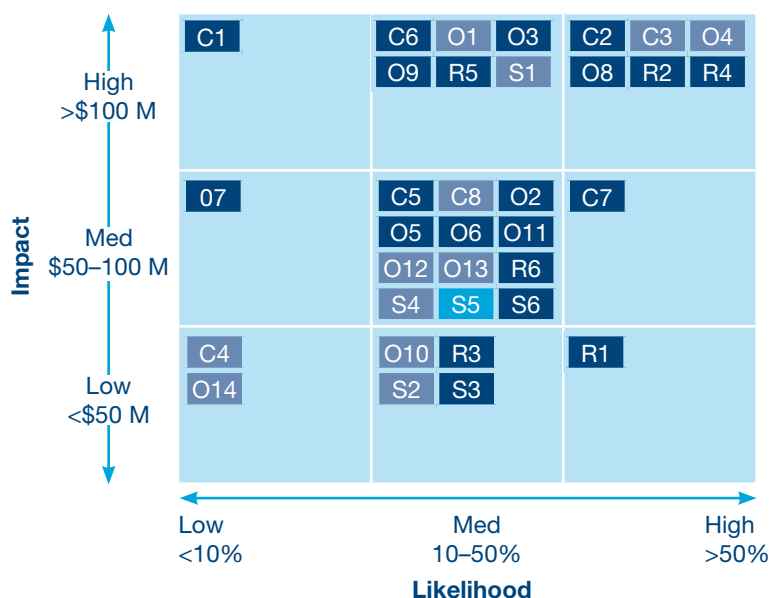 C1 C6 O1 O3 C2 C3 O4
O9 R5 S1 O8 R2 R4
High
>$100 M
07 C5 C8 O2 C7
O5 O6 O11
O12 O13 R6
S4 S5 S6
Impact
Med
$50–100 M
C4 O10 R3 R1
O14 S2 S3
Low
<$50 M
Low Med High
<10% 10–50% >50%
Likelihood